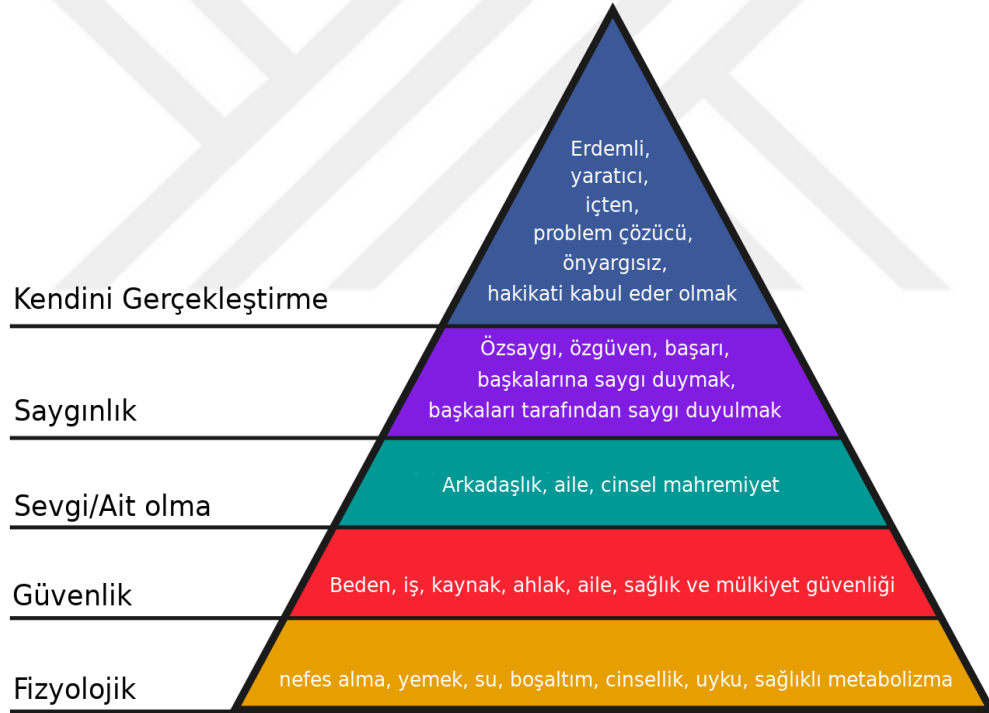 Erdemli,
yaratıcı,
içten,
problem çözücü,
önyargısız,
hakikati kabul eder olmak
Kendini Gerçekleştirme
Özsaygı, özgüven, başarı,
başkalarına saygı duymak,
başkaları tarafından saygı duyulmak
Saygınlık
Arkadaşlık, aile, cinsel mahremiyet
Sevgi/Ait olma
Beden, iş, kaynak, ahlak, aile, sağlık ve mülkiyet güvenliği
Güvenlik
nefes alma, yemek, su, boşaltım, cinsellik, uyku, sağlıklı metabolizma
Fizyolojik